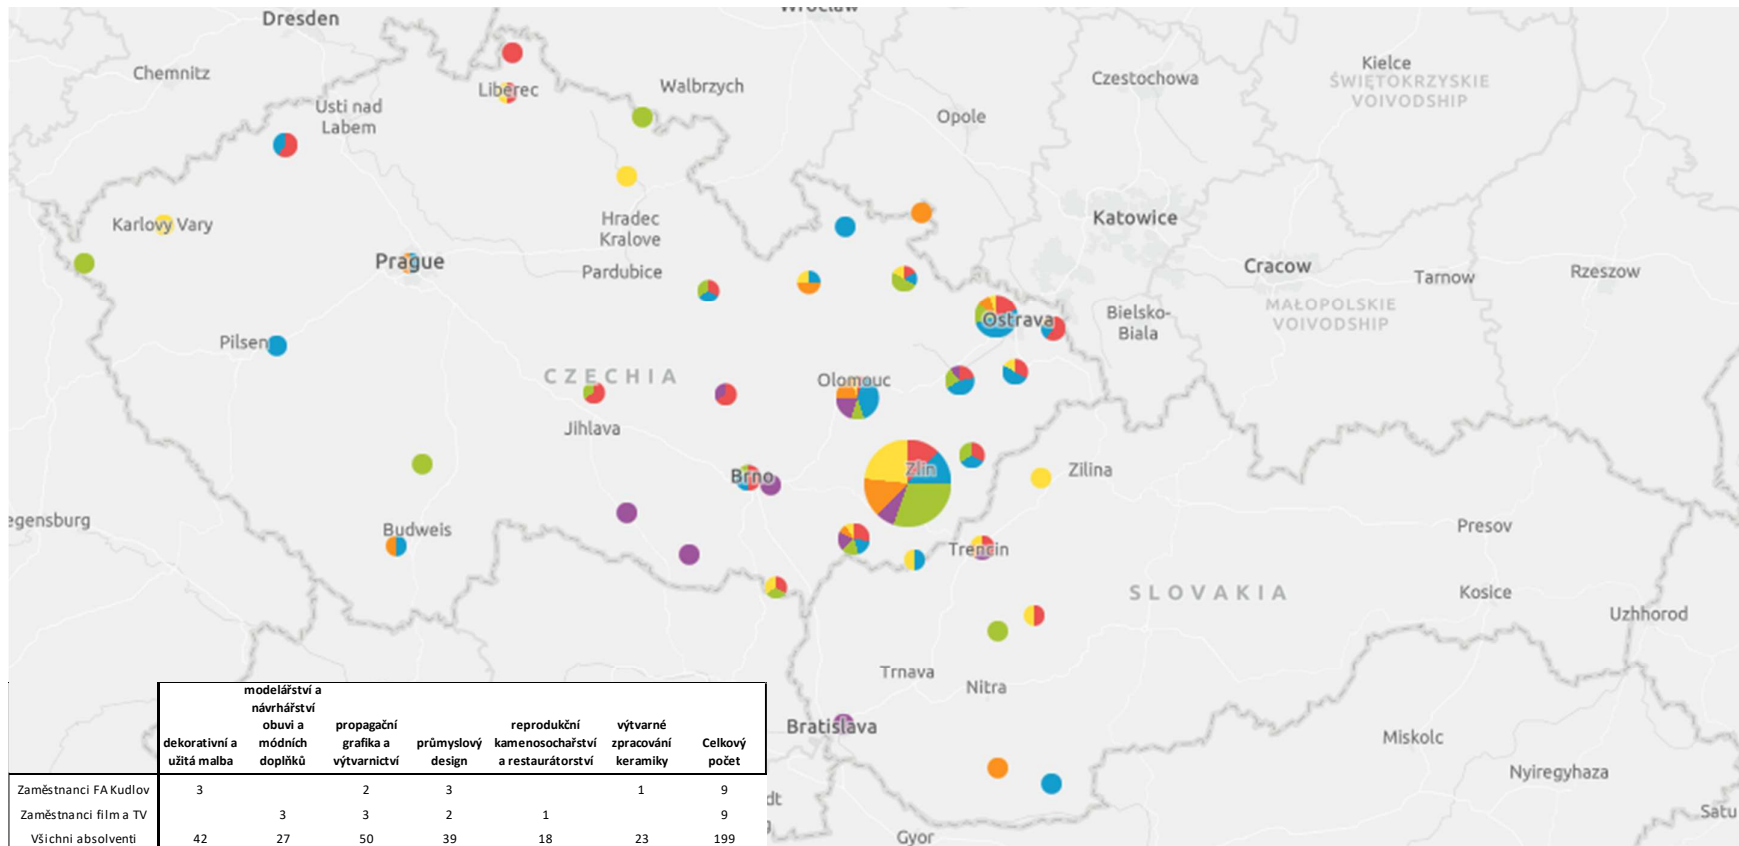 Dresden
Wroclaw
Chemnitz
Liberec
Walbrzych
Czestochowa
Kielce
ŚWIĘTOKRZYSKIE
VOIVODSHIP
Usti nad
Labem
Opole
Karlovy Vary
Hradec
Kralove
Katowice
Prague
Pardubice
Cracow
Tarnow
Rzeszow
MAŁOPOLSKIE
VOIVODSHIP
Ostrava
Bielsko-
Biala
Pilsen
CZECHIA
Olomouc
Jihlava
Brno
Zlin
Zilina
egensburg
Budweis
Trencin
Presov
SLOVAKIA
Kosice
Uzhhorod
Trnava
Nitra
Bratislava
Miskolc
Nyiregyhaza
Satu
Gyor
dt
modelářství a
návrhářství
obuvi a propagační reprodukční výtvarné
dekorativní a módních grafika a průmyslový kamenosochařství zpracování Celkový
užitá malba doplňků výtvarnictví design a restaurátorství keramiky počet
Zaměstnanci FA Kudlov 3 2 3 1 9
Zaměstnanci film a TV 3 3 2 1 9
Všichni absolventi 42 27 50 39 18 23 199